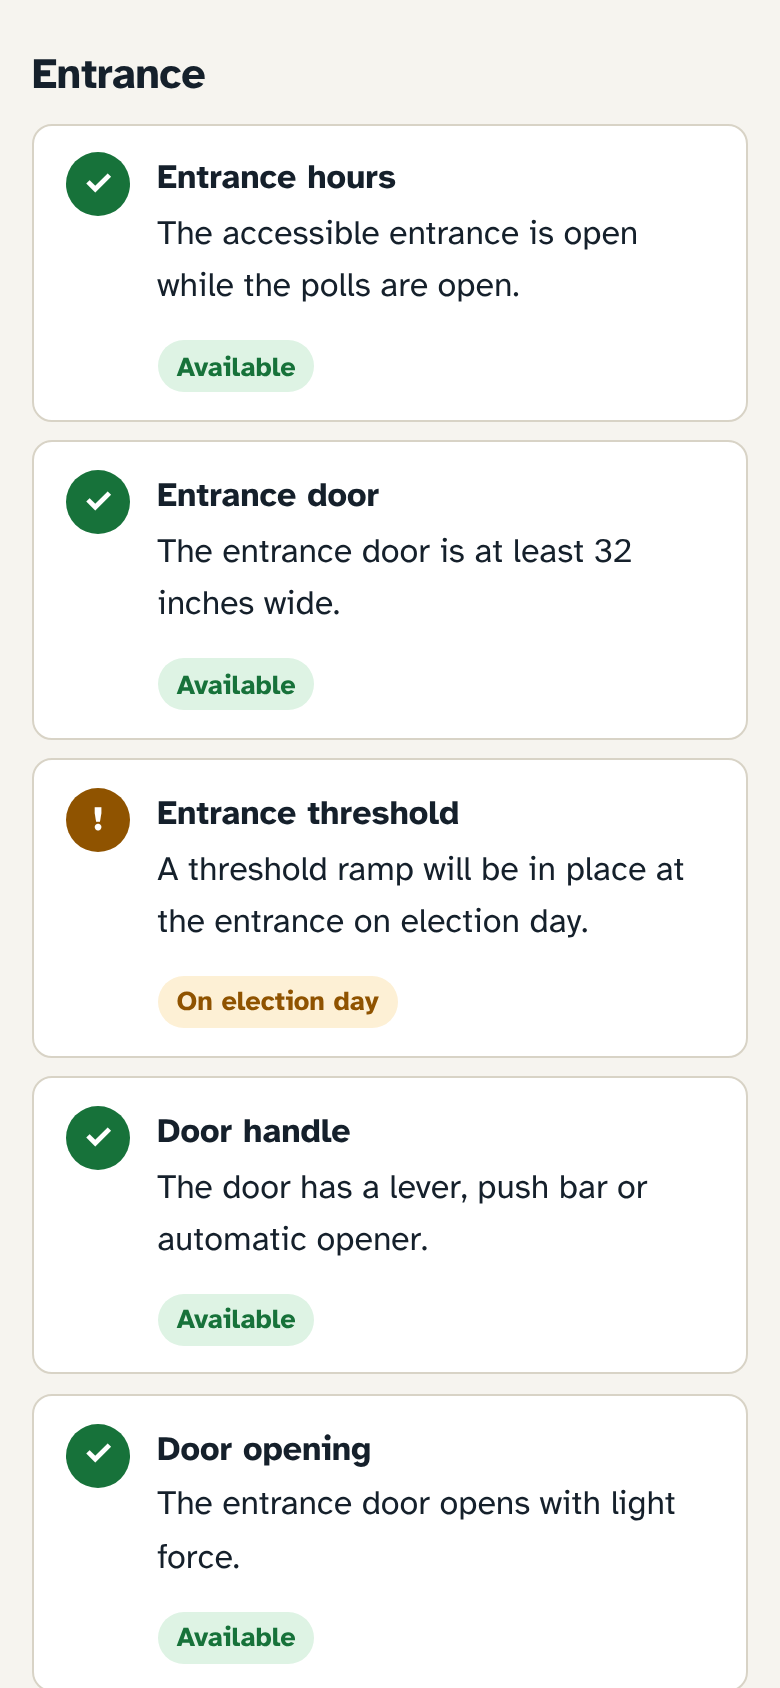 Entrance
Entrance hours
The accessible entrance is open
while the polls are open.
Available
Entrance door
The entrance door is at least 32
inches wide.
Available
!
Entrance threshold
A threshold ramp will be in place at
the entrance on election day.
On election day
Door handle
The door has a lever, push bar or
automatic opener.
Available
Door opening
The entrance door opens with light
force.
Available